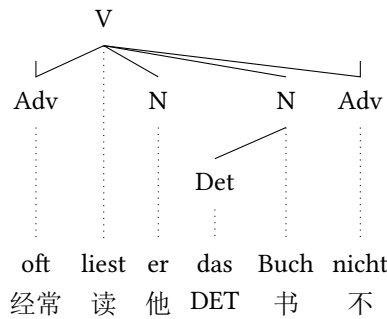 V
Adv N N Adv
Det
oft liest er das Buch nicht
经常 读 他 DET 书 不